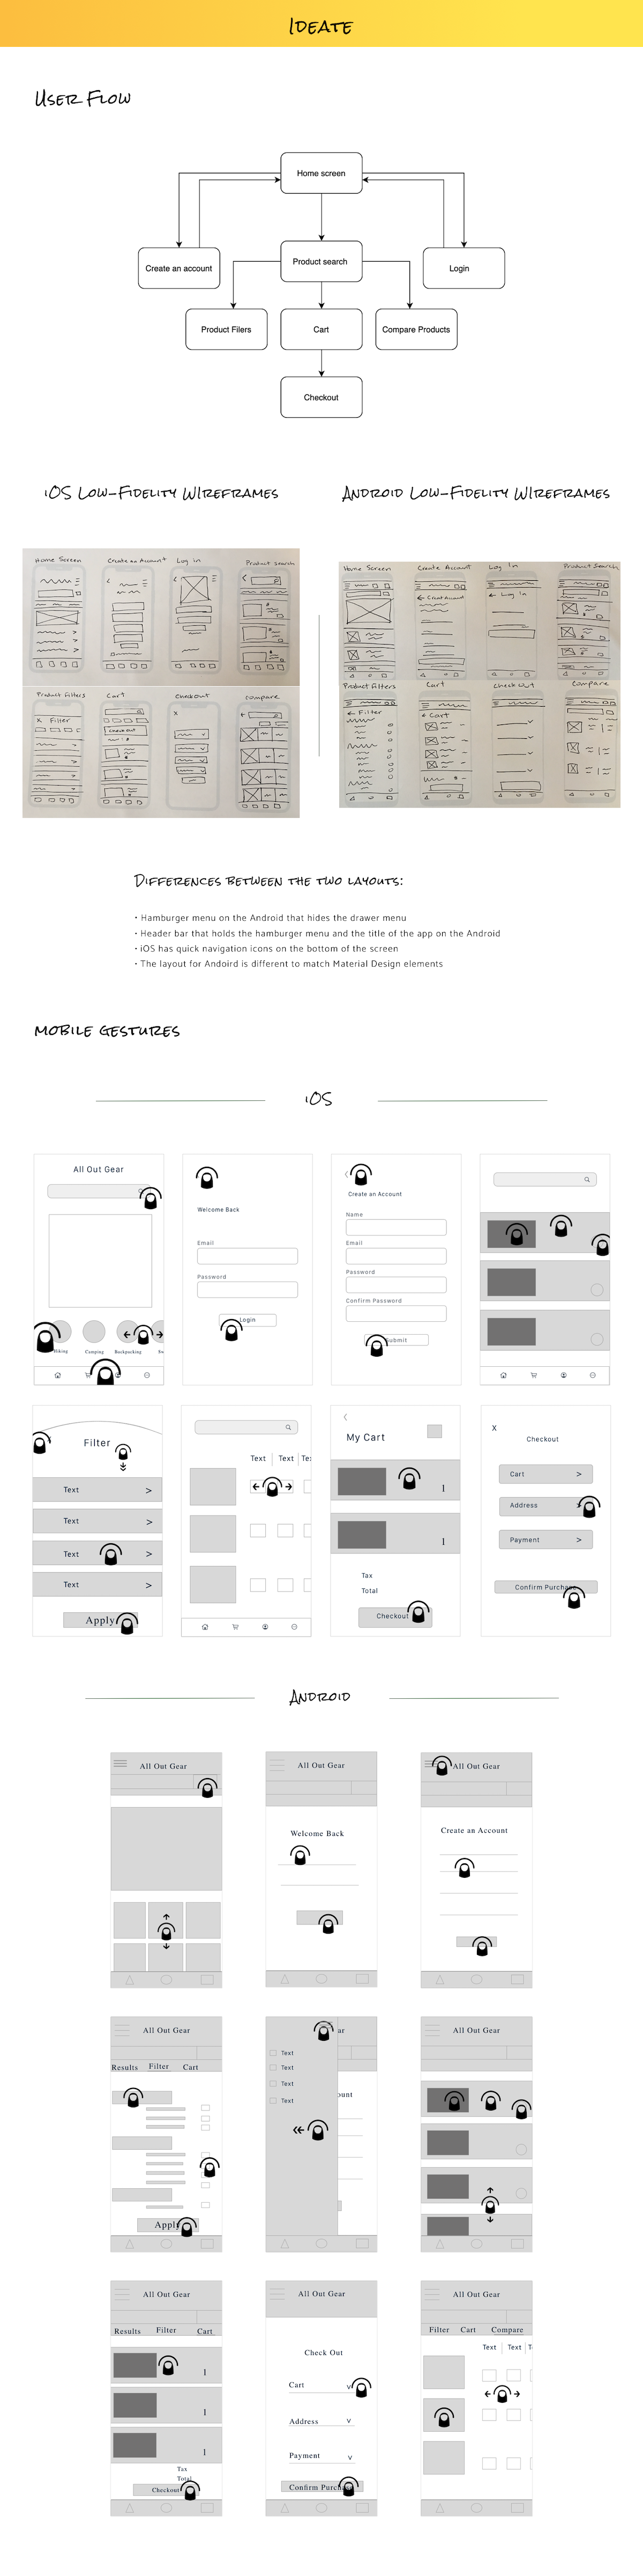 Ideate
User Flow
Home screen
Create an account
Product search
Login
Product Filers
Cart
Compare Products
Checkout
iOS Low-Fidelity Wireframes
Android Low-Fidelity Wireframes
Home Screen
Create an Account
Log in
Product search
Product Filters
Cart
Checkout
Compare
X Filter
checkout
X
Home Screen
Create Account
Log In
Product Search
← Create Account
← Log In
Product Filters
Cart
Check out
Compare
← Filter
← Cart
Differences between the two layouts:
• Hamburger menu on the Android that hides the drawer menu
• Header bar that holds the hamburger menu and the title of the app on the Android
• iOS has quick navigation icons on the bottom of the screen
• The layout for Andoird is different to match Material Design elements
mobile gestures
iOS
All Out Gear
Hiking
Camping
Backpacking
Welcome Back
Email
Password
Login
Create an Account
Name
Email
Password
Confirm Password
Submit
Filter
Text
Text
Text
Text
Apply
Text Text
My Cart
1
1
Tax
Total
Checkout
X
Checkout
Cart >
Address
Payment >
Confirm Purchase
Android
All Out Gear
All Out Gear
Welcome Back
All Out Gear
Create an Account
All Out Gear
Results Filter Cart
Apply
ar
Text
Text
Text
Text
ount
All Out Gear
All Out Gear
Results Filter Cart
1
1
1
Tax
Total
Checkout
All Out Gear
Check Out
Cart v
Address v
Payment v
Confirm Purch
All Out Gear
Filter Cart Compare
Text Text T